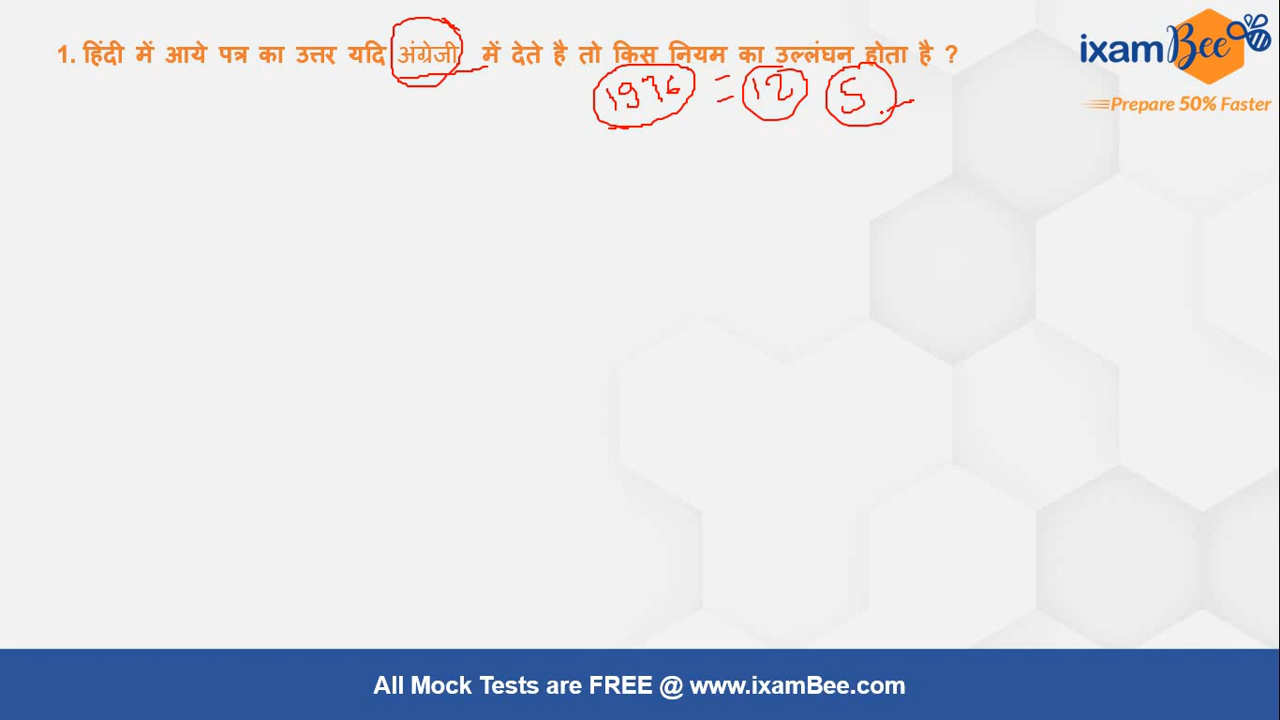 1. हिंदी में आये पत्र का उत्तर यदि अंग्रेजी में देते है तो किस नियम का उल्लंघन होता है ?
1976 = 12 5.
ixamBee
Prepare 50% Faster
All Mock Tests are FREE @ www.ixamBee.com